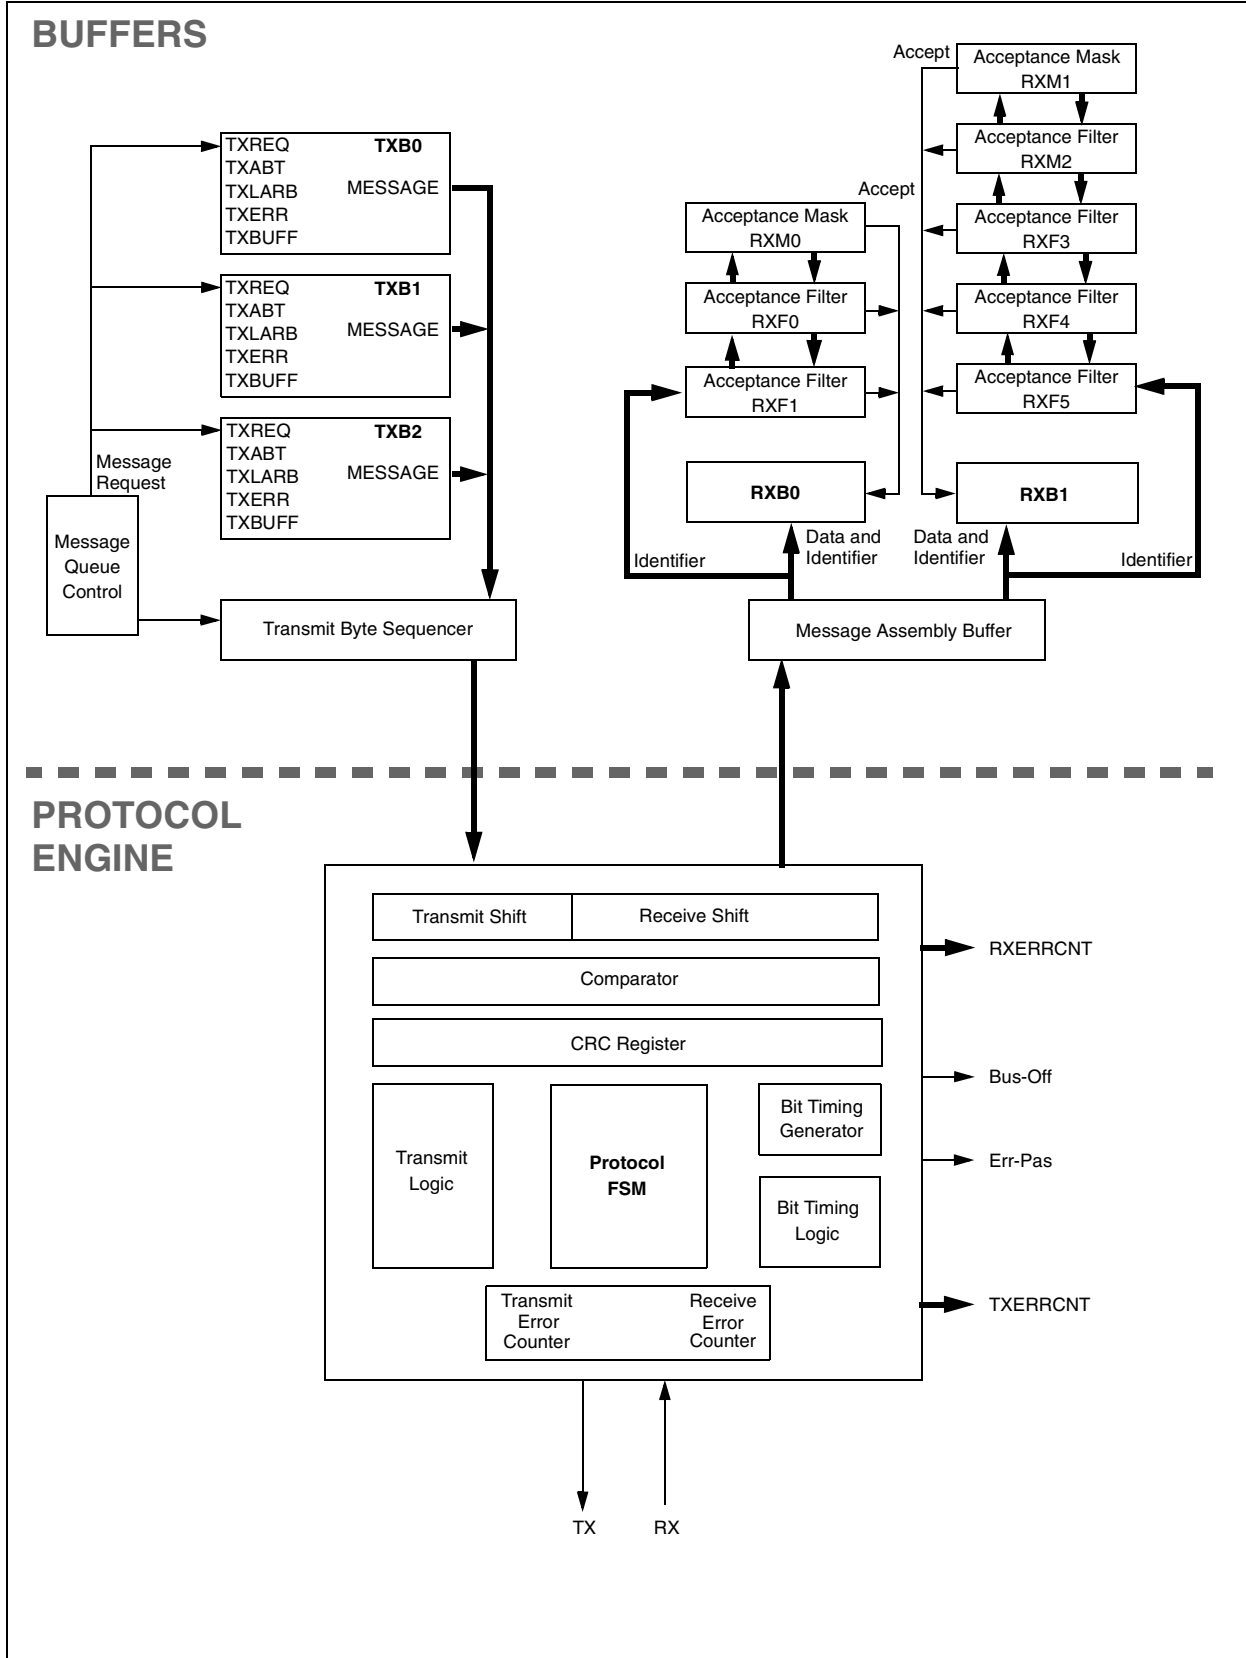 BUFFERS
TXREQ TXB0
TXABT
TXLARB MESSAGE
TXERR
TXBUFF
TXREQ TXB1
TXABT
TXLARB MESSAGE
TXERR
TXBUFF
TXREQ TXB2
TXABT
TXLARB MESSAGE
TXERR
TXBUFF
Message
Request
Message
Queue
Control
Transmit Byte Sequencer
Accept
Acceptance Mask
RXM1
Acceptance Filter
RXM2
Accept
Acceptance Mask
RXM0
Acceptance Filter
RXF3
Acceptance Filter
RXF0
Acceptance Filter
RXF4
Acceptance Filter
RXF1
Acceptance Filter
RXF5
RXB0
RXB1
Identifier
Data and
Identifier
Data and
Identifier
Identifier
Message Assembly Buffer
PROTOCOL
ENGINE
Transmit Shift
Receive Shift
Comparator
CRC Register
Transmit
Logic
Protocol
FSM
Bit Timing
Generator
Bit Timing
Logic
Transmit
Error
Counter
Receive
Error
Counter
RXERRCNT
Bus-Off
Err-Pas
TXERRCNT
TX
RX